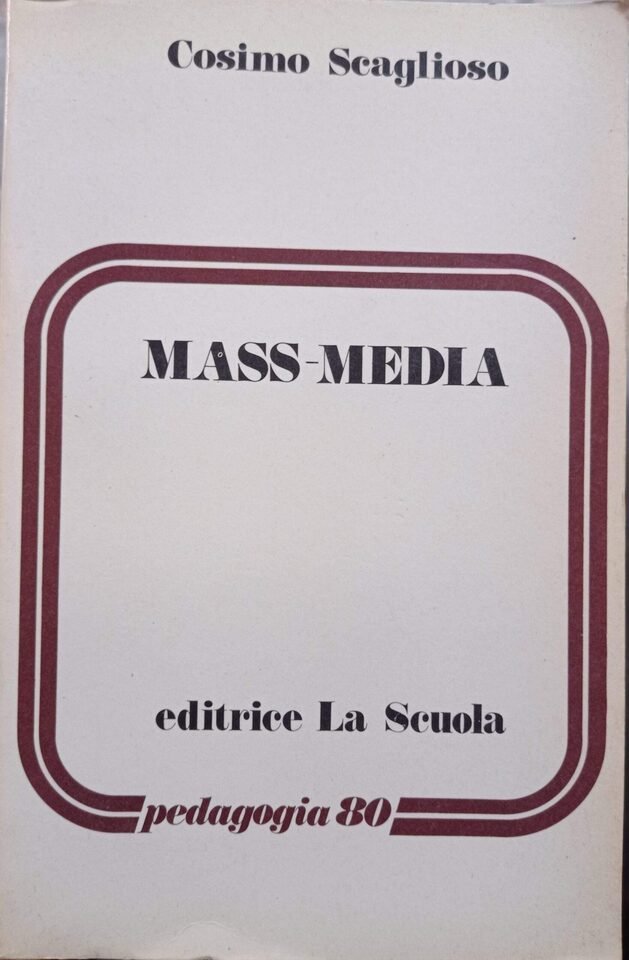 Cosimo Scaglioso
MASS-MEDIA
editrice La Scuola
pedagogia 80